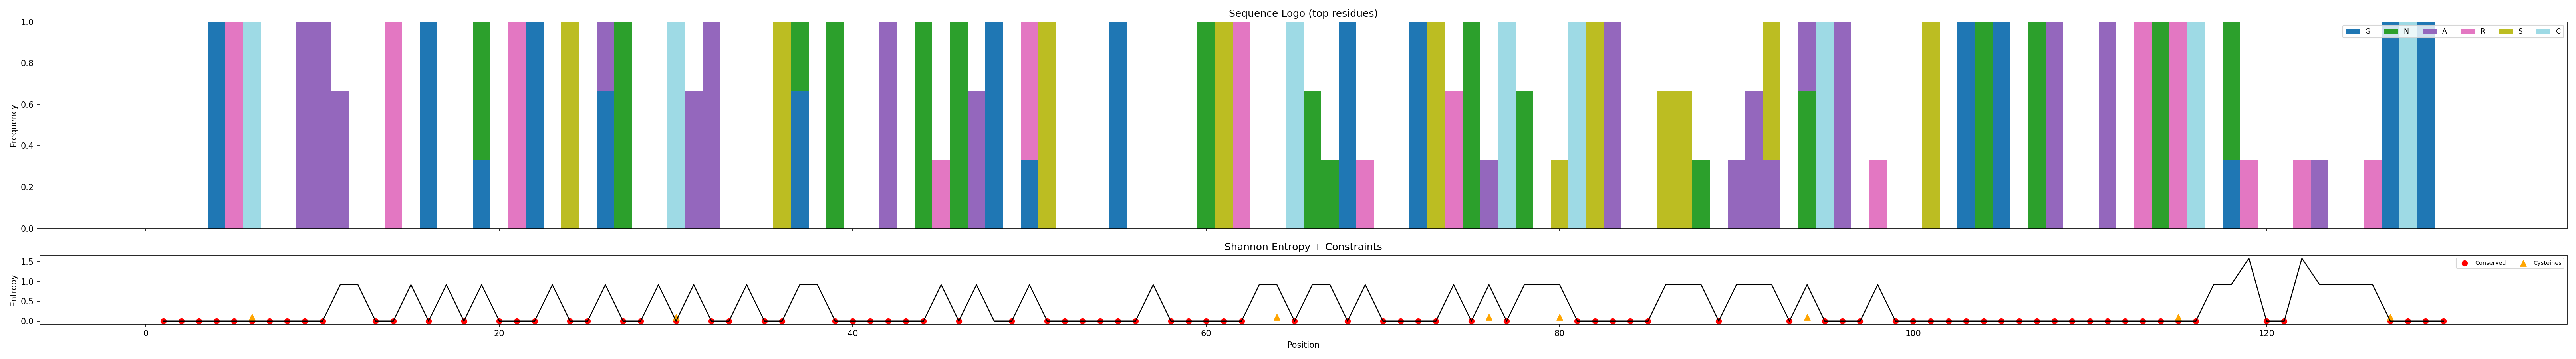 Sequence Logo (top residues)
1.0
0.8
0.6
0.4
0.2
0.0
Frequency
G N A R S C
Shannon Entropy + Constraints
1.5
1.0
0.5
0.0
Entropy
Conserved Cysteines
0 20 40 60 80 100 120
Position